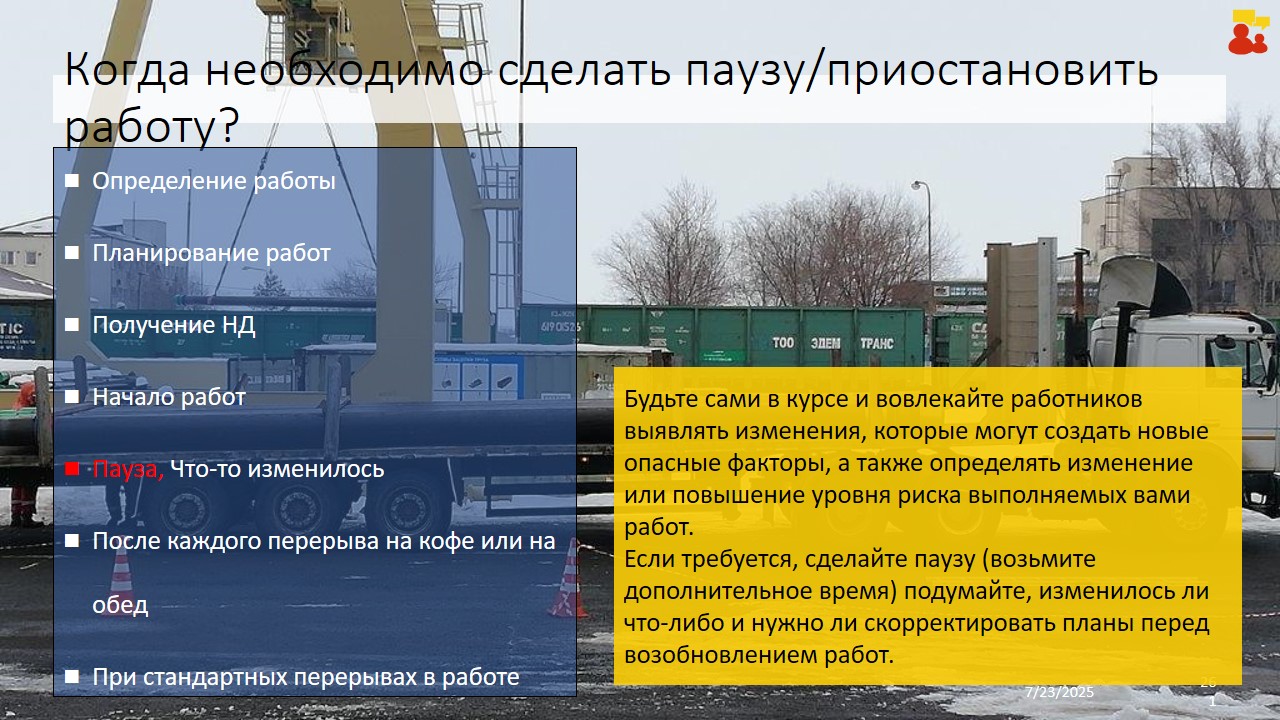 Когда необходимо сделать паузу/приостановить
работу?
Определение работы
Планирование работ
Получение НД
Начало работ
Пауза, Что-то изменилось
После каждого перерыва на кофе или на
обед
При стандартных перерывах в работе
ТОО ЭДЕМ ТРАНС
Будьте сами в курсе и вовлекайте работников
выявлять изменения, которые могут создать новые
опасные факторы, а также определять изменение
или повышение уровня риска выполняемых вами
работ.
Если требуется, сделайте паузу (возьмите
дополнительное время) подумайте, изменилось ли
что-либо и нужно ли скорректировать планы перед
возобновлением работ.
7/23/2025
1